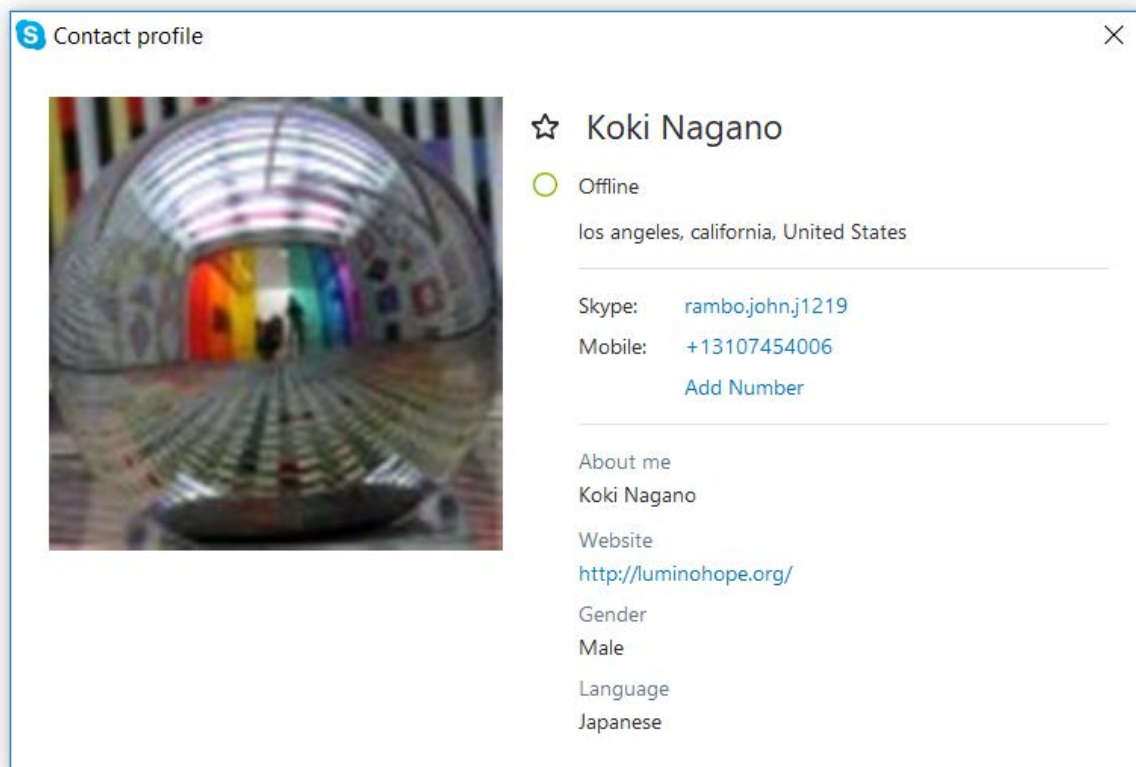 S Contact profile
Koki Nagano
Offline
los angeles, california, United States
Skype: rambo.john.j1219
Mobile: +13107454006
Add Number
About me
Koki Nagano
Website
http://luminohope.org/
Gender
Male
Language
Japanese